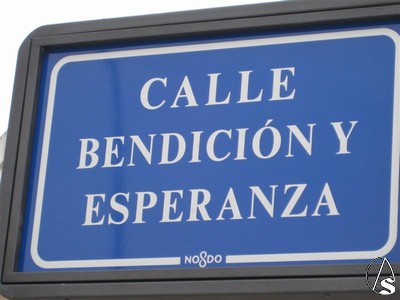 CALLE
BENDICIÓN Y
ESPERANZA
NO8DO